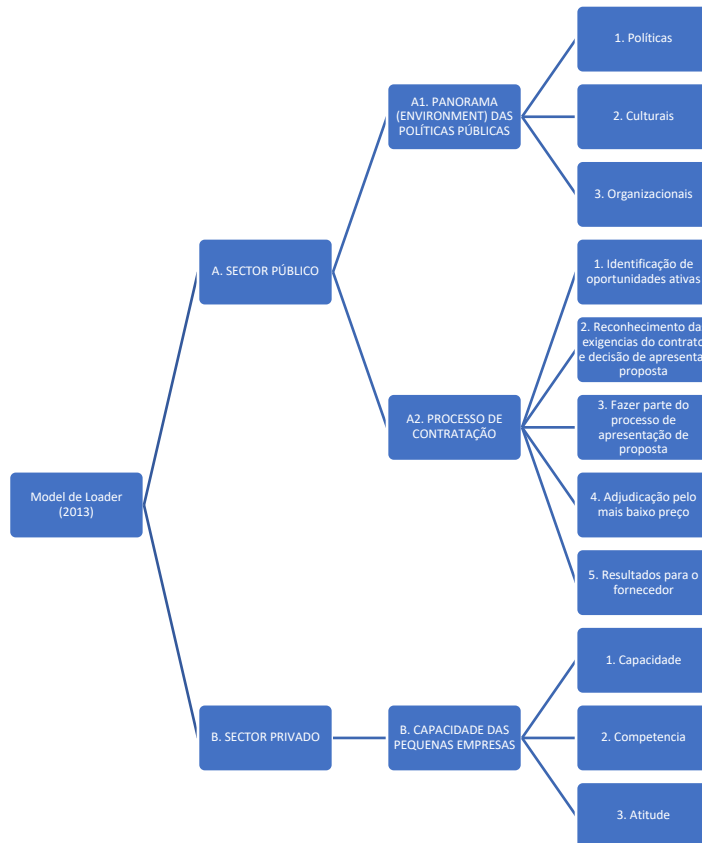 Model de Loader
(2013)
A. SECTOR PÚBLICO
A1. PANORAMA
(ENVIRONMENT) DAS
POLÍTICAS PÚBLICAS
1. Políticas
2. Culturais
3. Organizacionais
A2. PROCESSO DE
CONTRATAÇÃO
1. Identificação de
oportunidades ativas
2. Reconhecimento da
exigencias do contrato
e decisão de apresenta
proposta
3. Fazer parte do
processo de
apresentação de
proposta
4. Adjudicação pelo
mais baixo preço
5. Resultados para o
fornecedor
B. SECTOR PRIVADO
B. CAPACIDADE DAS
PEQUENAS EMPRESAS
1. Capacidade
2. Competencia
3. Atitude